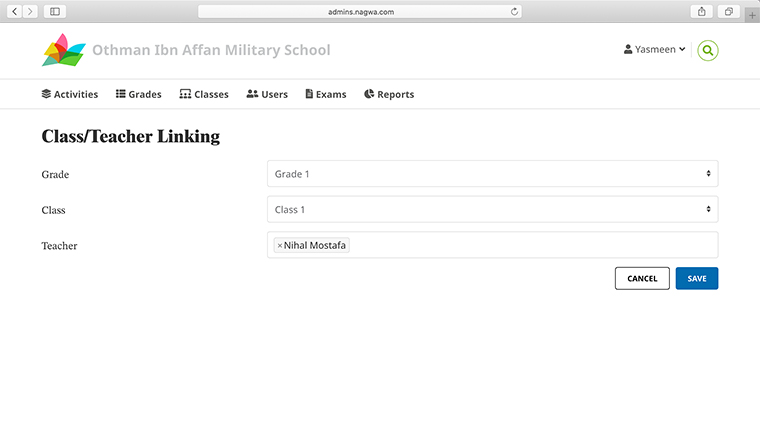 admins.nagwa.com
Othman Ibn Affan Military School
Yasmeen
Activities Grades Classes Users Exams Reports
Class/Teacher Linking
Grade
Grade 1
Class
Class 1
Teacher
×Nihal Mostafa
CANCEL SAVE